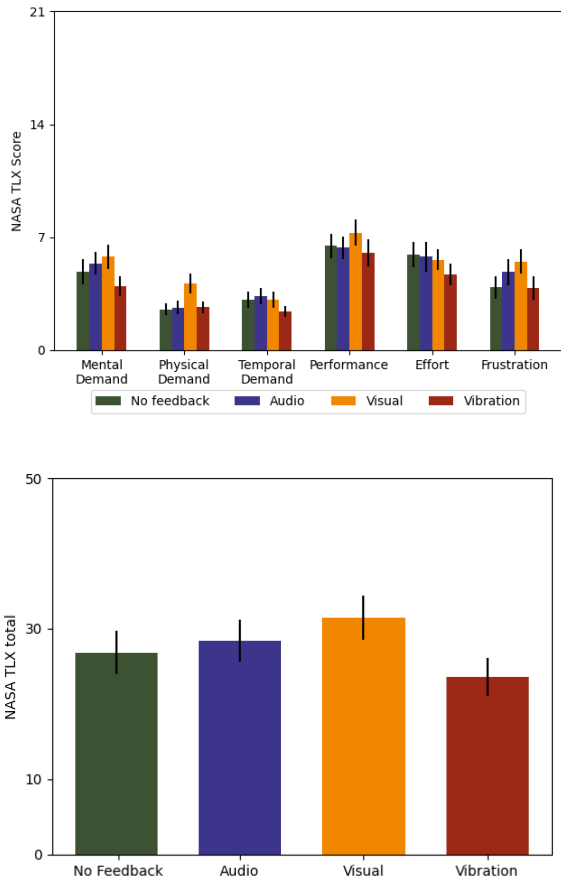 21
14
7
0
NASA TLX Score
Mental Demand
Physical Demand
Temporal Demand
Performance
Effort
Frustration
No feedback
Audio
Visual
Vibration
50
30
10
0
NASA TLX total
No Feedback
Audio
Visual
Vibration